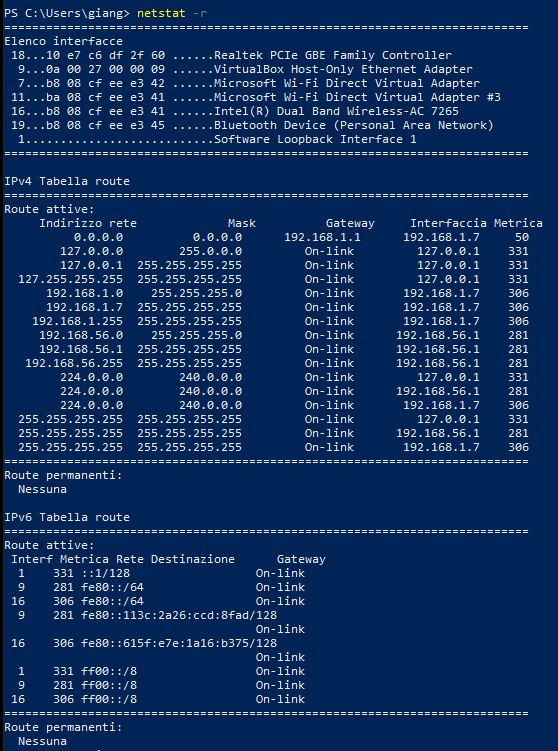 PS C:\Users\giang> netstat -r
===========================================================================
Elenco interfacce
18...10 e7 c6 df 2f 60 ......Realtek PCIe GBE Family Controller
9...0a 00 27 00 00 09 ......VirtualBox Host-Only Ethernet Adapter
7...b8 08 cf ee e3 42 ......Microsoft Wi-Fi Direct Virtual Adapter
11...ba 08 cf ee e3 41 ......Microsoft Wi-Fi Direct Virtual Adapter #3
16...b8 08 cf ee e3 41 ......Intel(R) Dual Band Wireless-AC 7265
19...b8 08 cf ee e3 45 ......Bluetooth Device (Personal Area Network)
1...........................Software Loopback Interface 1
===========================================================================
IPv4 Tabella route
===========================================================================
Route attive:
Indirizzo rete Mask Gateway Interfaccia Metrica
0.0.0.0 0.0.0.0 192.168.1.1 192.168.1.7 50
127.0.0.0 255.0.0.0 On-link 127.0.0.1 331
127.0.0.1 255.255.255.255 On-link 127.0.0.1 331
127.255.255.255 255.255.255.255 On-link 127.0.0.1 331
192.168.1.0 255.255.255.0 On-link 192.168.1.7 306
192.168.1.7 255.255.255.255 On-link 192.168.1.7 306
192.168.1.255 255.255.255.255 On-link 192.168.1.7 306
192.168.56.0 255.255.255.0 On-link 192.168.56.1 281
192.168.56.1 255.255.255.255 On-link 192.168.56.1 281
192.168.56.255 255.255.255.255 On-link 192.168.56.1 281
224.0.0.0 240.0.0.0 On-link 127.0.0.1 331
224.0.0.0 240.0.0.0 On-link 192.168.56.1 281
224.0.0.0 240.0.0.0 On-link 192.168.1.7 306
255.255.255.255 255.255.255.255 On-link 127.0.0.1 331
255.255.255.255 255.255.255.255 On-link 192.168.56.1 281
255.255.255.255 255.255.255.255 On-link 192.168.1.7 306
===========================================================================
Route permanenti:
Nessuna
IPv6 Tabella route
===========================================================================
Route attive:
Interf Metrica Rete Destinazione Gateway
1 331 ::1/128 On-link
9 281 fe80::/64 On-link
16 306 fe80::/64 On-link
9 281 fe80::113c:2a26:ccd:8fad/128
On-link
16 306 fe80::615f:e7e:1a16:b375/128
On-link
1 331 ff00::/8 On-link
9 281 ff00::/8 On-link
16 306 ff00::/8 On-link
===========================================================================
Route permanenti:
Nessuna